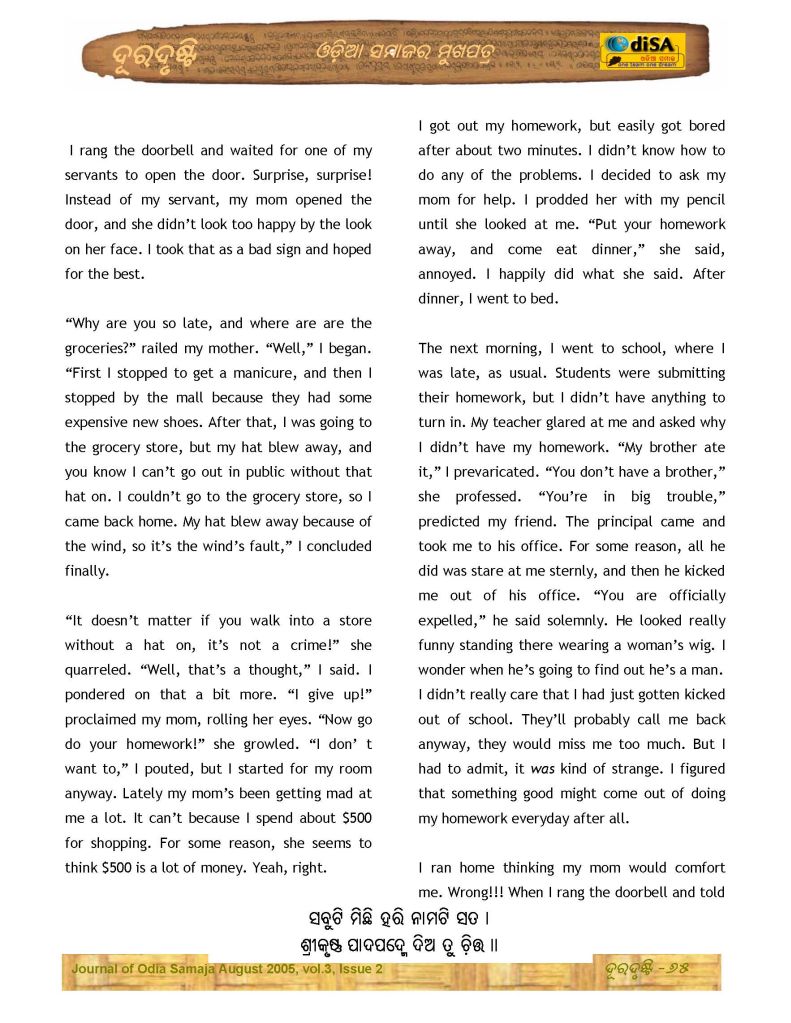 ଦୂରଦୃଷ୍ଟି
ଓଡ଼ିଆ ସମାଜର ମୁଖପତ୍ର
OdiSA
ଓଡ଼ିଆ ସମାଜ
one team one dream
I rang the doorbell and waited for one of my
servants to open the door. Surprise, surprise!
Instead of my servant, my mom opened the
door, and she didn’t look too happy by the look
on her face. I took that as a bad sign and hoped
for the best.
“Why are you so late, and where are are the
groceries?” railed my mother. “Well,” I began.
“First I stopped to get a manicure, and then I
stopped by the mall because they had some
expensive new shoes. After that, I was going to
the grocery store, but my hat blew away, and
you know I can’t go out in public without that
hat on. I couldn’t go to the grocery store, so I
came back home. My hat blew away because of
the wind, so it’s the wind’s fault,” I concluded
finally.
“It doesn’t matter if you walk into a store
without a hat on, it’s not a crime!” she
quarreled. “Well, that’s a thought,” I said. I
pondered on that a bit more. “I give up!”
proclaimed my mom, rolling her eyes. “Now go
do your homework!” she growled. “I don’ t
want to,” I pouted, but I started for my room
anyway. Lately my mom’s been getting mad at
me a lot. It can’t because I spend about $500
for shopping. For some reason, she seems to
think $500 is a lot of money. Yeah, right.
I got out my homework, but easily got bored
after about two minutes. I didn’t know how to
do any of the problems. I decided to ask my
mom for help. I prodded her with my pencil
until she looked at me. “Put your homework
away, and come eat dinner,” she said,
annoyed. I happily did what she said. After
dinner, I went to bed.
The next morning, I went to school, where I
was late, as usual. Students were submitting
their homework, but I didn’t have anything to
turn in. My teacher glared at me and asked why
I didn’t have my homework. “My brother ate
it,” I prevaricated. “You don’t have a brother,”
she professed. “You’re in big trouble,”
predicted my friend. The principal came and
took me to his office. For some reason, all he
did was stare at me sternly, and then he kicked
me out of his office. “You are officially
expelled,” he said solemnly. He looked really
funny standing there wearing a woman’s wig. I
wonder when he’s going to find out he’s a man.
I didn’t really care that I had just gotten kicked
out of school. They’ll probably call me back
anyway, they would miss me too much. But I
had to admit, it was kind of strange. I figured
that something good might come out of doing
my homework everyday after all.
I ran home thinking my mom would comfort
me. Wrong!!! When I rang the doorbell and told
ସବୁଟି ମିଛି ହରି ନାମଟି ସତ ।
ଶ୍ରୀକୃଷ୍ଣ ପାଦପଦ୍ମେ ଦିଅ ତୁ ଚିତ୍ତ ॥
Journal of Odia Samaja August 2005, vol.3, Issue 2
ଦୂରଦୃଷ୍ଟି -୬୫